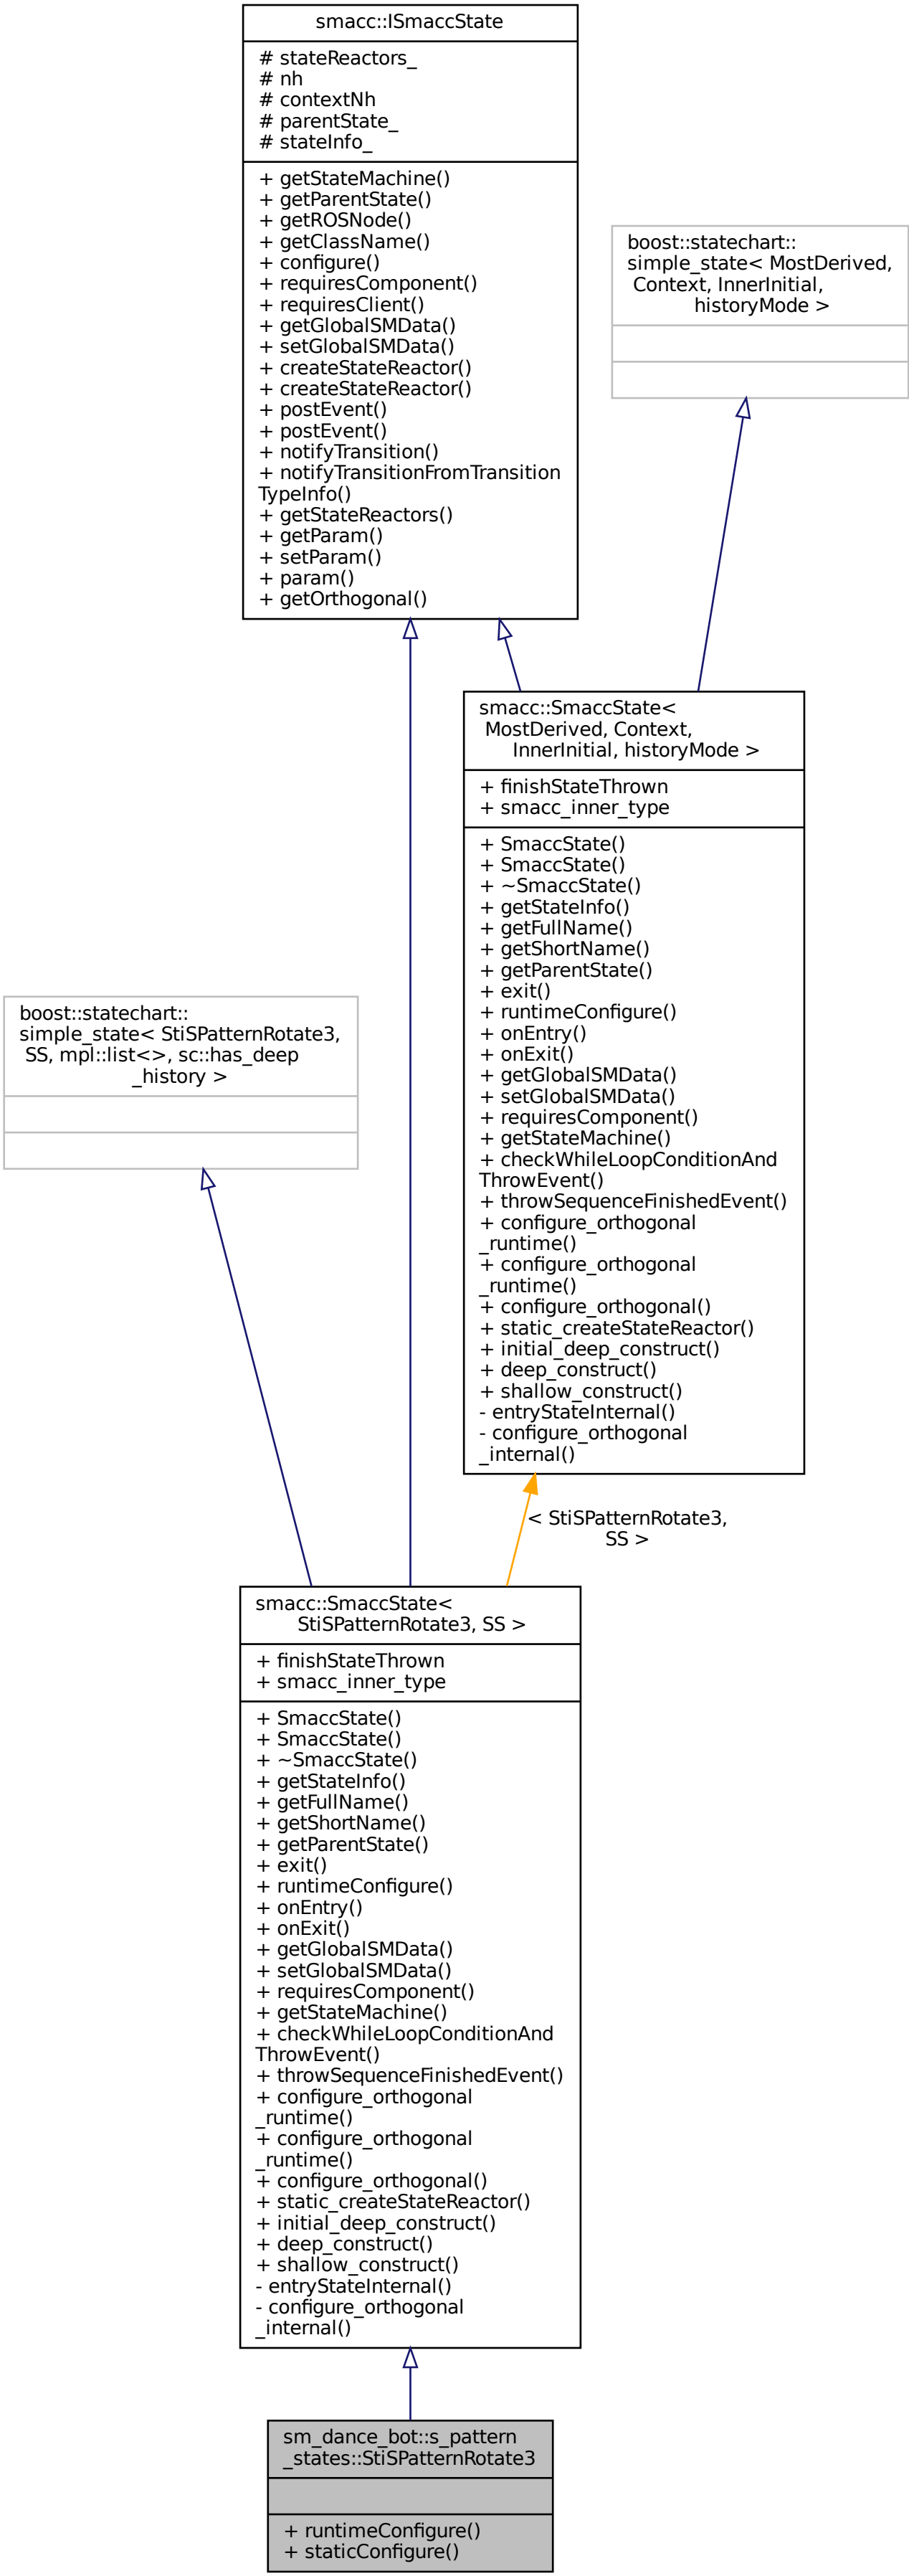 smacc::ISmaccState
# stateReactors_
# nh
# contextNh
# parentState_
# stateInfo_
+ getStateMachine()
+ getParentState()
+ getROSNode()
+ getClassName()
+ configure()
+ requiresComponent()
+ requiresClient()
+ getGlobalSMData()
+ setGlobalSMData()
+ createStateReactor()
+ createStateReactor()
+ postEvent()
+ postEvent()
+ notifyTransition()
+ notifyTransitionFromTransition
TypeInfo()
+ getStateReactors()
+ getParam()
+ setParam()
+ param()
+ getOrthogonal()
boost::statechart::
simple_state< MostDerived,
Context, InnerInitial,
historyMode >
smacc::SmaccState<
MostDerived, Context,
InnerInitial, historyMode >
+ finishStateThrown
+ smacc_inner_type
+ SmaccState()
+ SmaccState()
+ ~SmaccState()
+ getStateInfo()
+ getFullName()
+ getShortName()
+ getParentState()
+ exit()
+ runtimeConfigure()
+ onEntry()
+ onExit()
+ getGlobalSMData()
+ setGlobalSMData()
+ requiresComponent()
+ getStateMachine()
+ checkWhileLoopConditionAnd
ThrowEvent()
+ throwSequenceFinishedEvent()
+ configure_orthogonal
_runtime()
+ configure_orthogonal
_runtime()
+ configure_orthogonal()
+ static_createStateReactor()
+ initial_deep_construct()
+ deep_construct()
+ shallow_construct()
- entryStateInternal()
- configure_orthogonal
_internal()
boost::statechart::
simple_state< StiSPatternRotate3,
SS, mpl::list<>, sc::has_deep
_history >
< StiSPatternRotate3,
SS >
smacc::SmaccState<
StiSPatternRotate3, SS >
+ finishStateThrown
+ smacc_inner_type
+ SmaccState()
+ SmaccState()
+ ~SmaccState()
+ getStateInfo()
+ getFullName()
+ getShortName()
+ getParentState()
+ exit()
+ runtimeConfigure()
+ onEntry()
+ onExit()
+ getGlobalSMData()
+ setGlobalSMData()
+ requiresComponent()
+ getStateMachine()
+ checkWhileLoopConditionAnd
ThrowEvent()
+ throwSequenceFinishedEvent()
+ configure_orthogonal
_runtime()
+ configure_orthogonal
_runtime()
+ configure_orthogonal()
+ static_createStateReactor()
+ initial_deep_construct()
+ deep_construct()
+ shallow_construct()
- entryStateInternal()
- configure_orthogonal
_internal()
sm_dance_bot::s_pattern
_states::StiSPatternRotate3
+ runtimeConfigure()
+ staticConfigure()